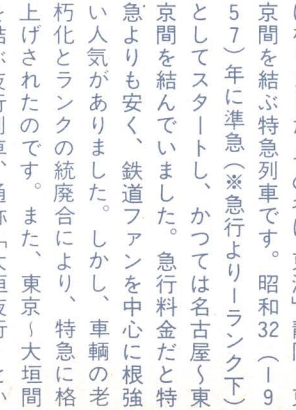 京間を結ぶ特急列車です。昭和32（19
57）年に準急（※急行より一ランク下）
としてスタートし、かつては名古屋～東
京間を結んでいました。急行料金だと特
急よりも安く、鉄道ファンを中心に根強
い人気がありました。しかし、車輌の老
朽化とランクの統廃合により、特急に格
上げされたのです。また、東京～大垣間